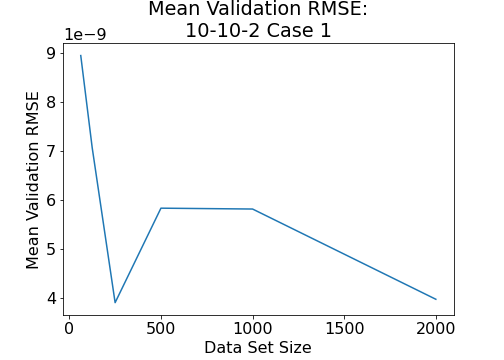 Mean Validation RMSE:
10-10-2 Case 1
1e−9
9
8
7
6
5
4
Mean Validation RMSE
0 500 1000 1500 2000
Data Set Size